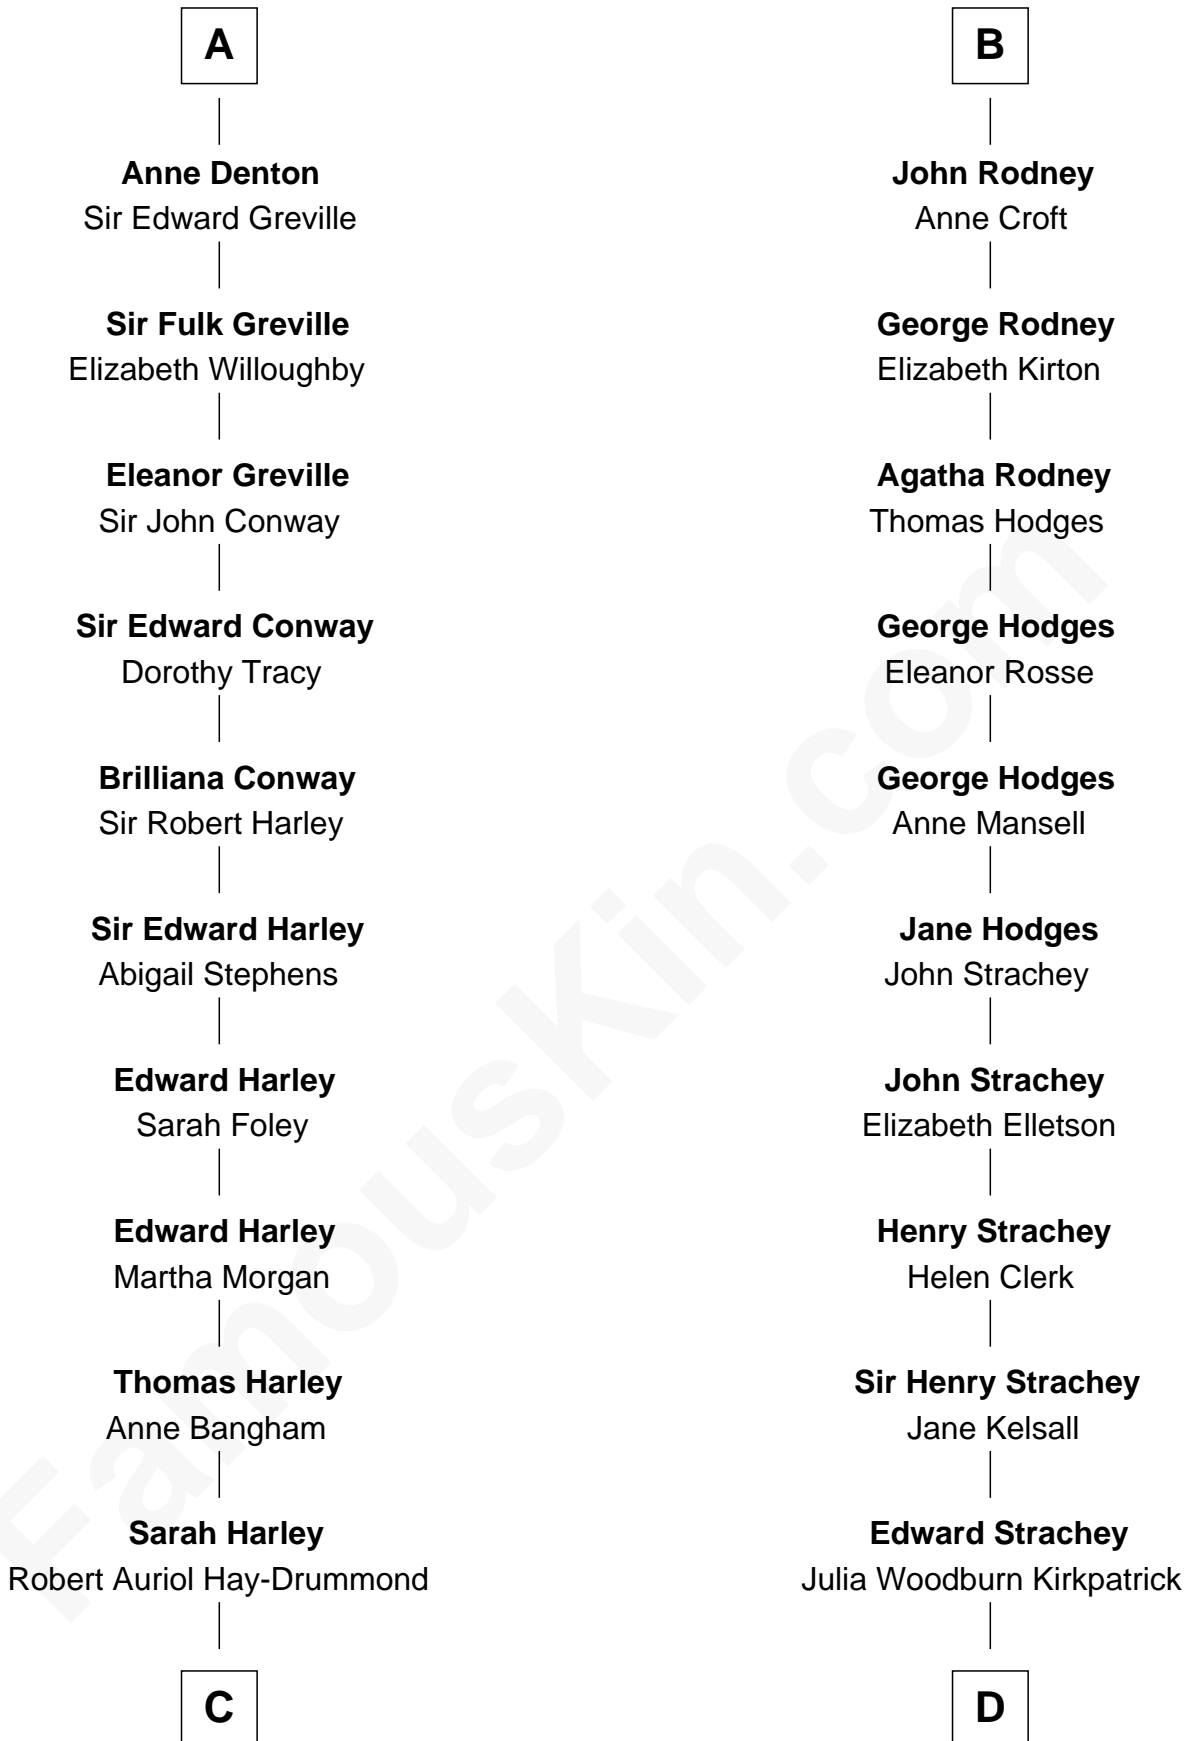 A
Anne Denton
Sir Edward Greville
Sir Fulk Greville
Elizabeth Willoughby
Eleanor Greville
Sir John Conway
Sir Edward Conway
Dorothy Tracy
Brilliana Conway
Sir Robert Harley
Sir Edward Harley
Abigail Stephens
Edward Harley
Sarah Foley
Edward Harley
Martha Morgan
Thomas Harley
Anne Bangham
Sarah Harley
Robert Auriol Hay-Drummond
C
B
John Rodney
Anne Croft
George Rodney
Elizabeth Kirton
Agatha Rodney
Thomas Hodges
George Hodges
Eleanor Rosse
George Hodges
Anne Mansell
Jane Hodges
John Strachey
John Strachey
Elizabeth Elletson
Henry Strachey
Helen Clerk
Sir Henry Strachey
Jane Kelsall
Edward Strachey
Julia Woodburn Kirkpatrick
D
FamousKin.com